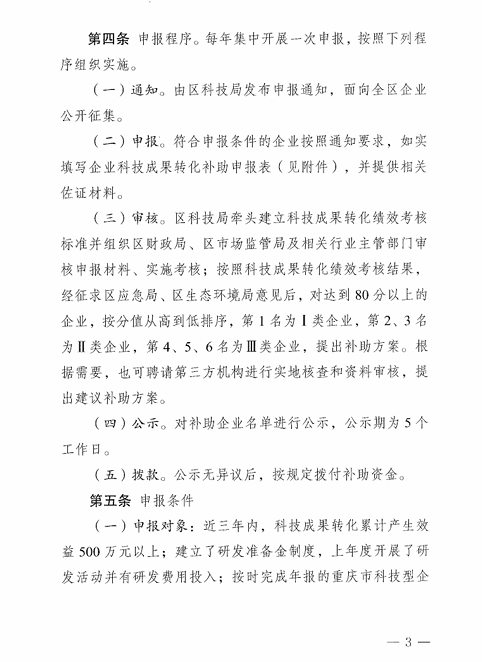 第四条 申报程序。每年集中开展一次申报，按照下列程
序组织实施。
（一）通知。由区科技局发布申报通知，面向全区企业
公开征集。
（二）申报。符合申报条件的企业按照通知要求，如实
填写企业科技成果转化补助申报表（见附件），并提供相关
佐证材料。
（三）审核。区科技局牵头建立科技成果转化绩效考核
标准并组织区财政局、区市场监管局及相关行业主管部门审
核申报材料、实施考核；按照科技成果转化绩效考核结果，
经征求区应急局、区生态环境局意见后，对达到 80 分以上的
企业，按分值从高到低排序，第 1 名为Ⅰ类企业，第 2、3 名
为Ⅱ类企业，第 4、5、6 名为Ⅲ类企业，提出补助方案。根
据需要，也可聘请第三方机构进行实地核查和资料审核，提
出建议补助方案。
（四）公示。对补助企业名单进行公示，公示期为 5 个
工作日。
（五）拨款。公示无异议后，按规定拨付补助资金。
第五条 申报条件
（一）申报对象：近三年内，科技成果转化累计产生效
益 500 万元以上；建立了研发准备金制度，上年度开展了研
发活动并有研发费用投入；按时完成年报的重庆市科技型企
— 3 —